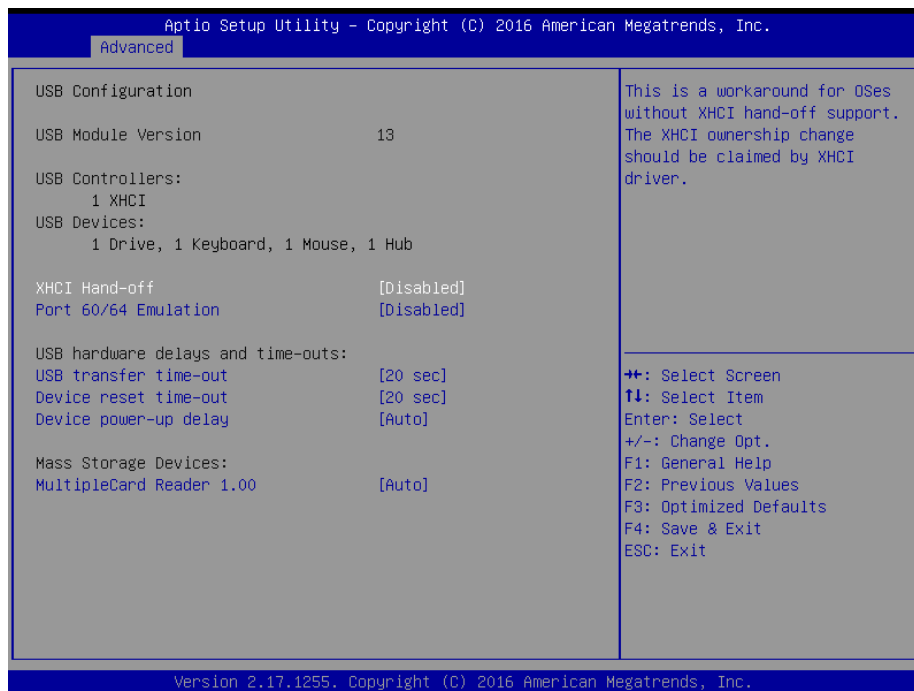 Aptio Setup Utility – Copyright (C) 2016 American Megatrends, Inc.
Advanced
USB Configuration
USB Module Version 13
USB Controllers:
1 XHCI
USB Devices:
1 Drive, 1 Keyboard, 1 Mouse, 1 Hub
XHCI Hand-off [Disabled]
Port 60/64 Emulation [Disabled]
USB hardware delays and time-outs:
USB transfer time-out [20 sec]
Device reset time-out [20 sec]
Device power-up delay [Auto]
Mass Storage Devices:
MultipleCard Reader 1.00 [Auto]
This is a workaround for OSes
without XHCI hand-off support.
The XHCI ownership change
should be claimed by XHCI
driver.
→←: Select Screen
↑↓: Select Item
Enter: Select
+/-: Change Opt.
F1: General Help
F2: Previous Values
F3: Optimized Defaults
F4: Save & Exit
ESC: Exit
Version 2.17.1255. Copyright (C) 2016 American Megatrends, Inc.